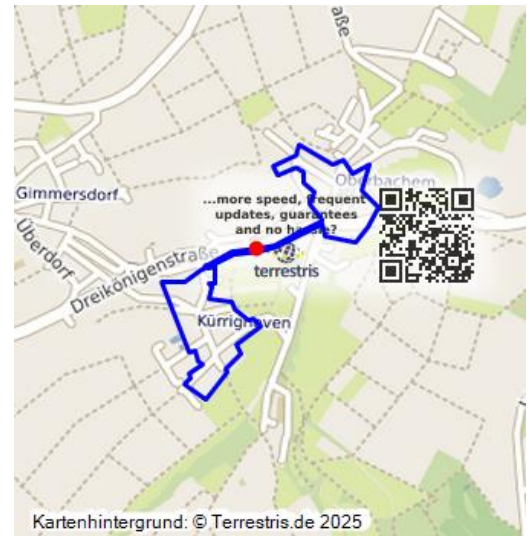 aße
Oberbachem
Gimmersdorf
...more speed, frequent
updates, guarantees
and no hassle?
Überdorf
Dreikönigenstraße
terrestris
Kürrighoven
Kartenhintergrund: © Terrestris.de 2025